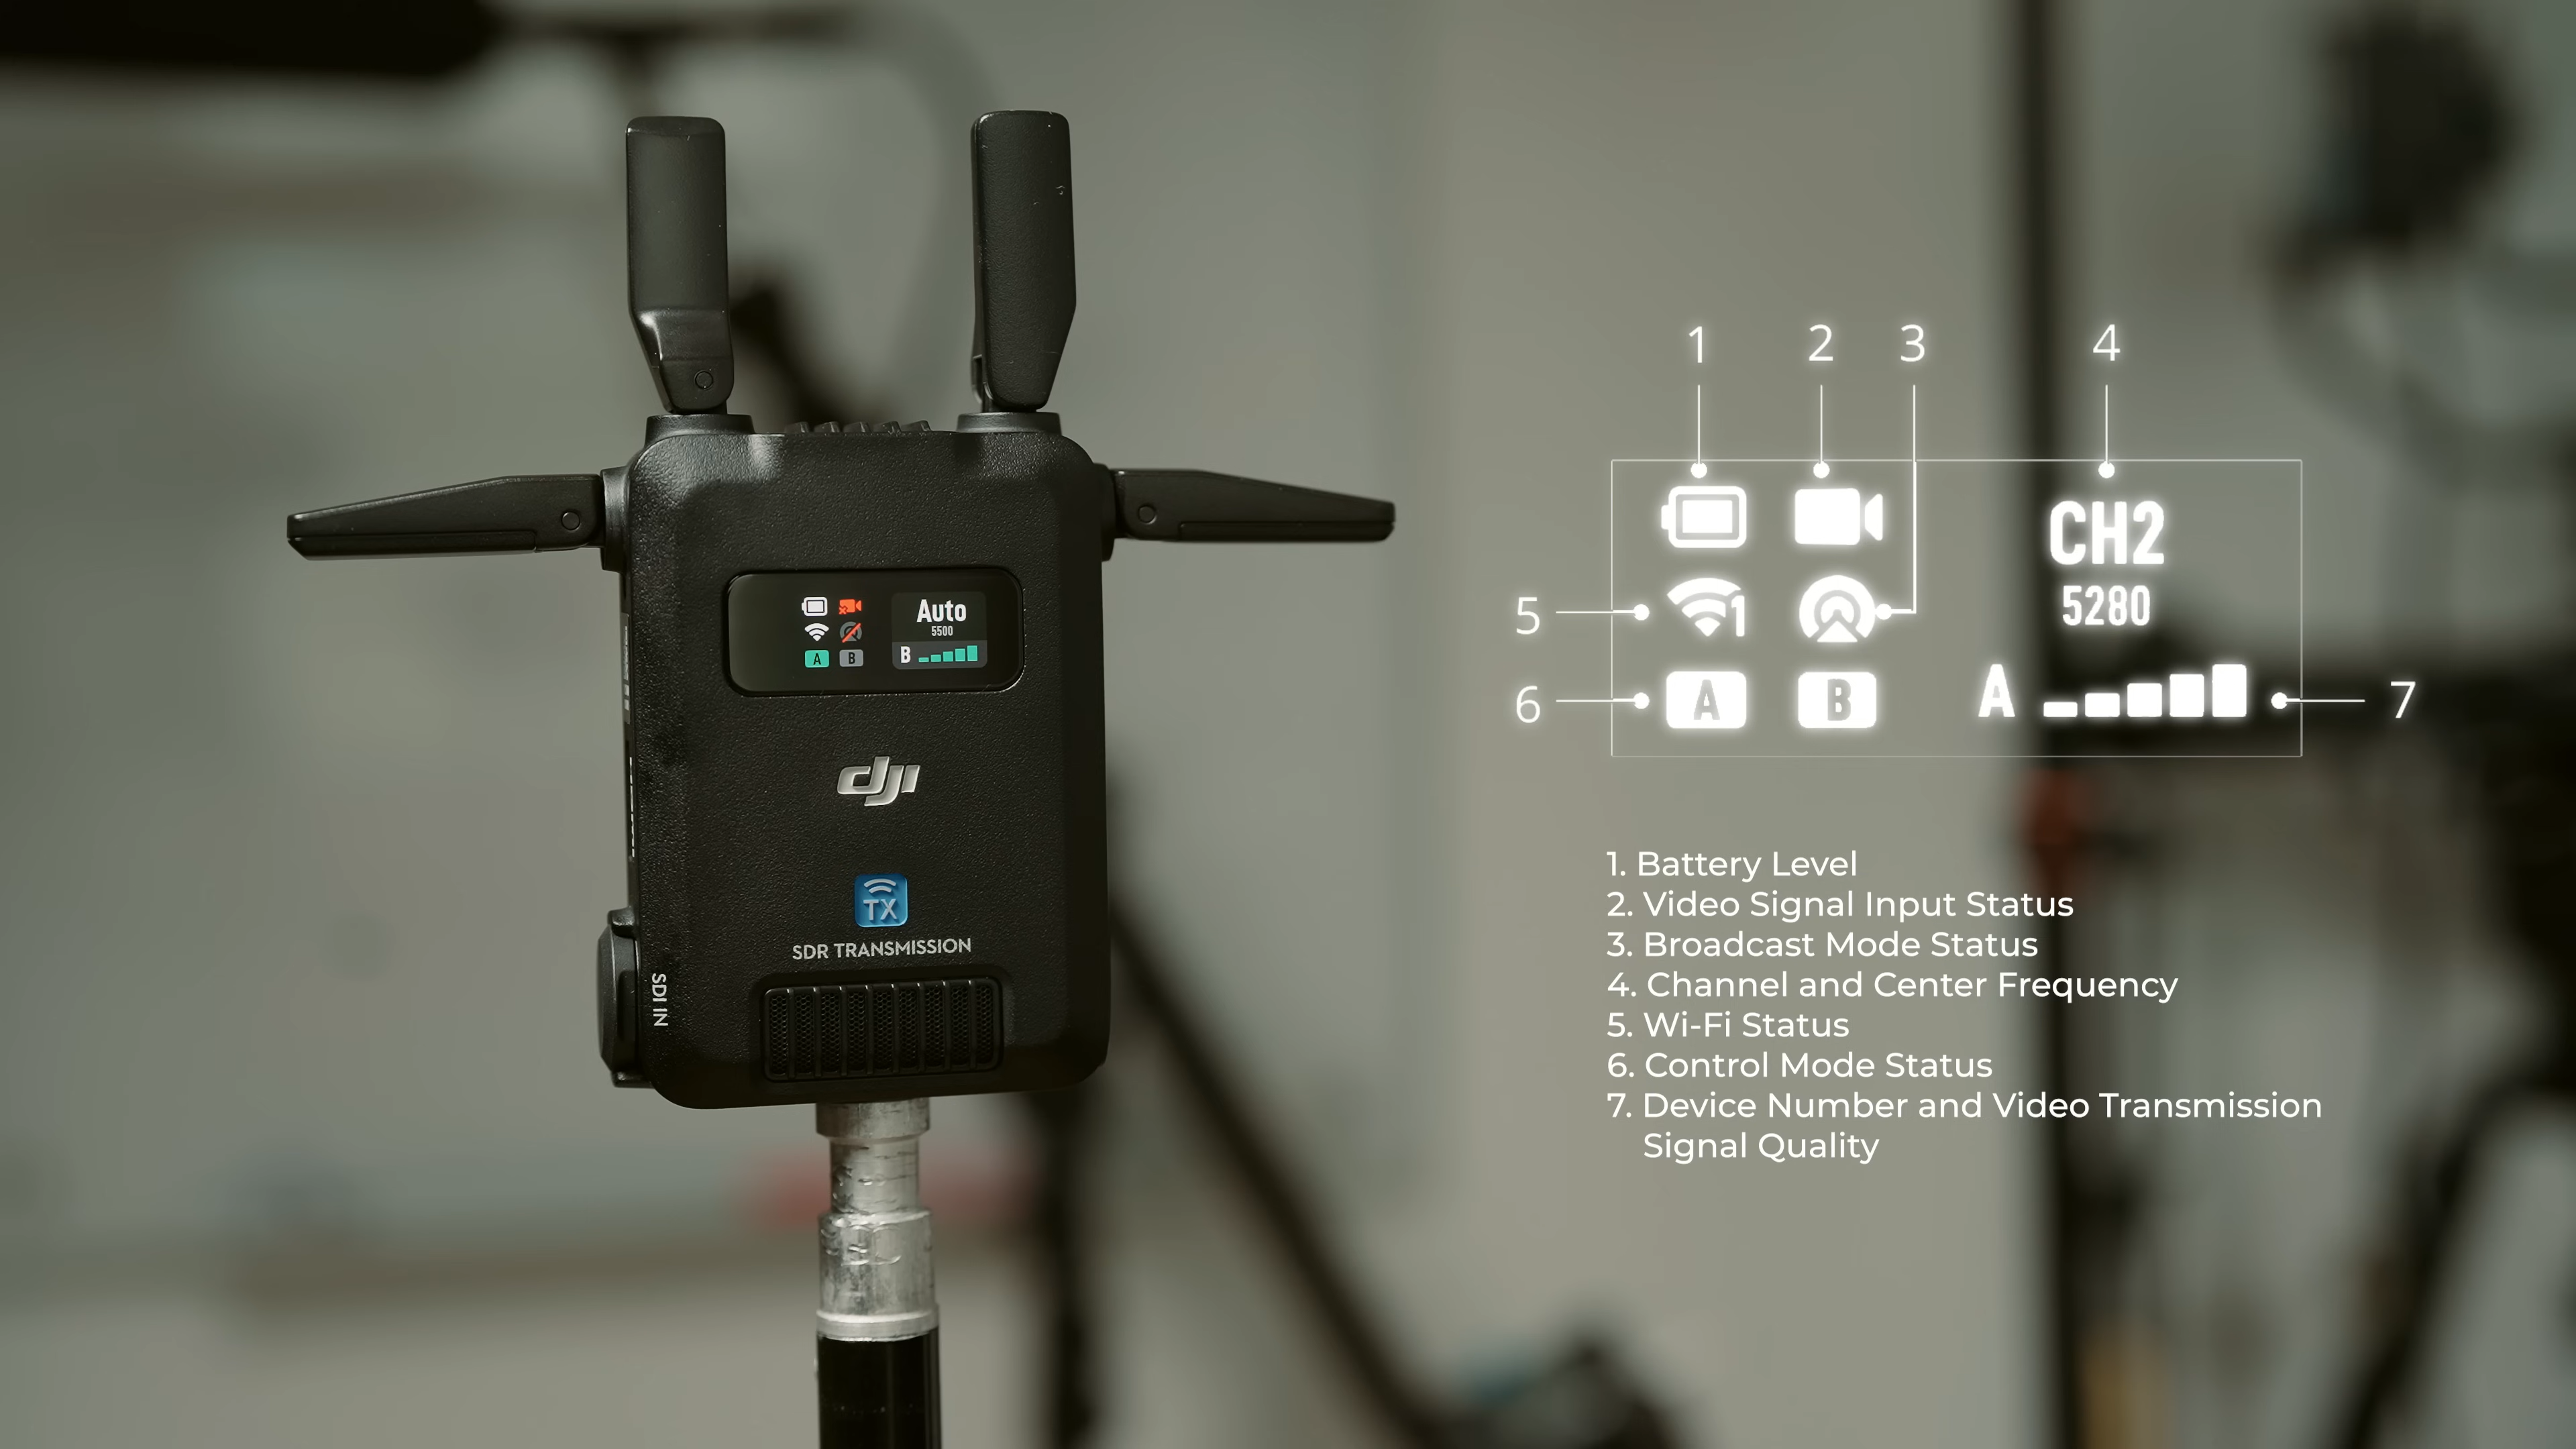 Auto
5500
A B
B
dji
TX
SDR TRANSMISSION
SDI IN
1 2 3 4
CH2
5280
5 1
6 A B A 7
1. Battery Level
2. Video Signal Input Status
3. Broadcast Mode Status
4. Channel and Center Frequency
5. Wi-Fi Status
6. Control Mode Status
7. Device Number and Video Transmission
Signal Quality